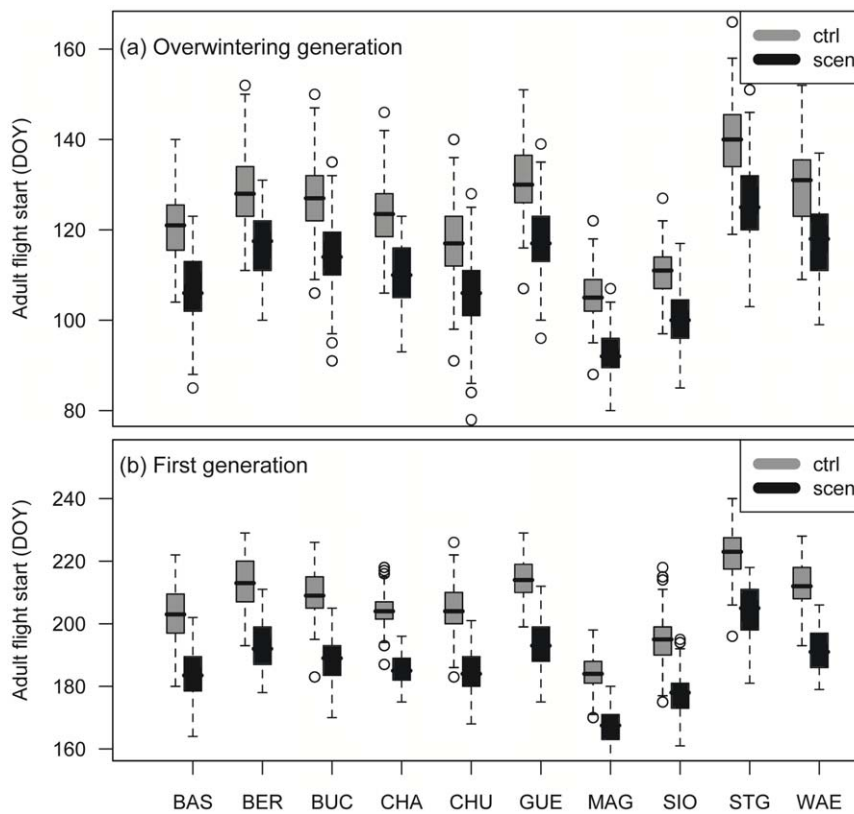 (a) Overwintering generation
ctrl
scen
Adult flight start (DOY)
160
140
120
100
80
(b) First generation
ctrl
scen
Adult flight start (DOY)
240
220
200
180
160
BAS BER BUC CHA CHU GUE MAG SIO STG WAE